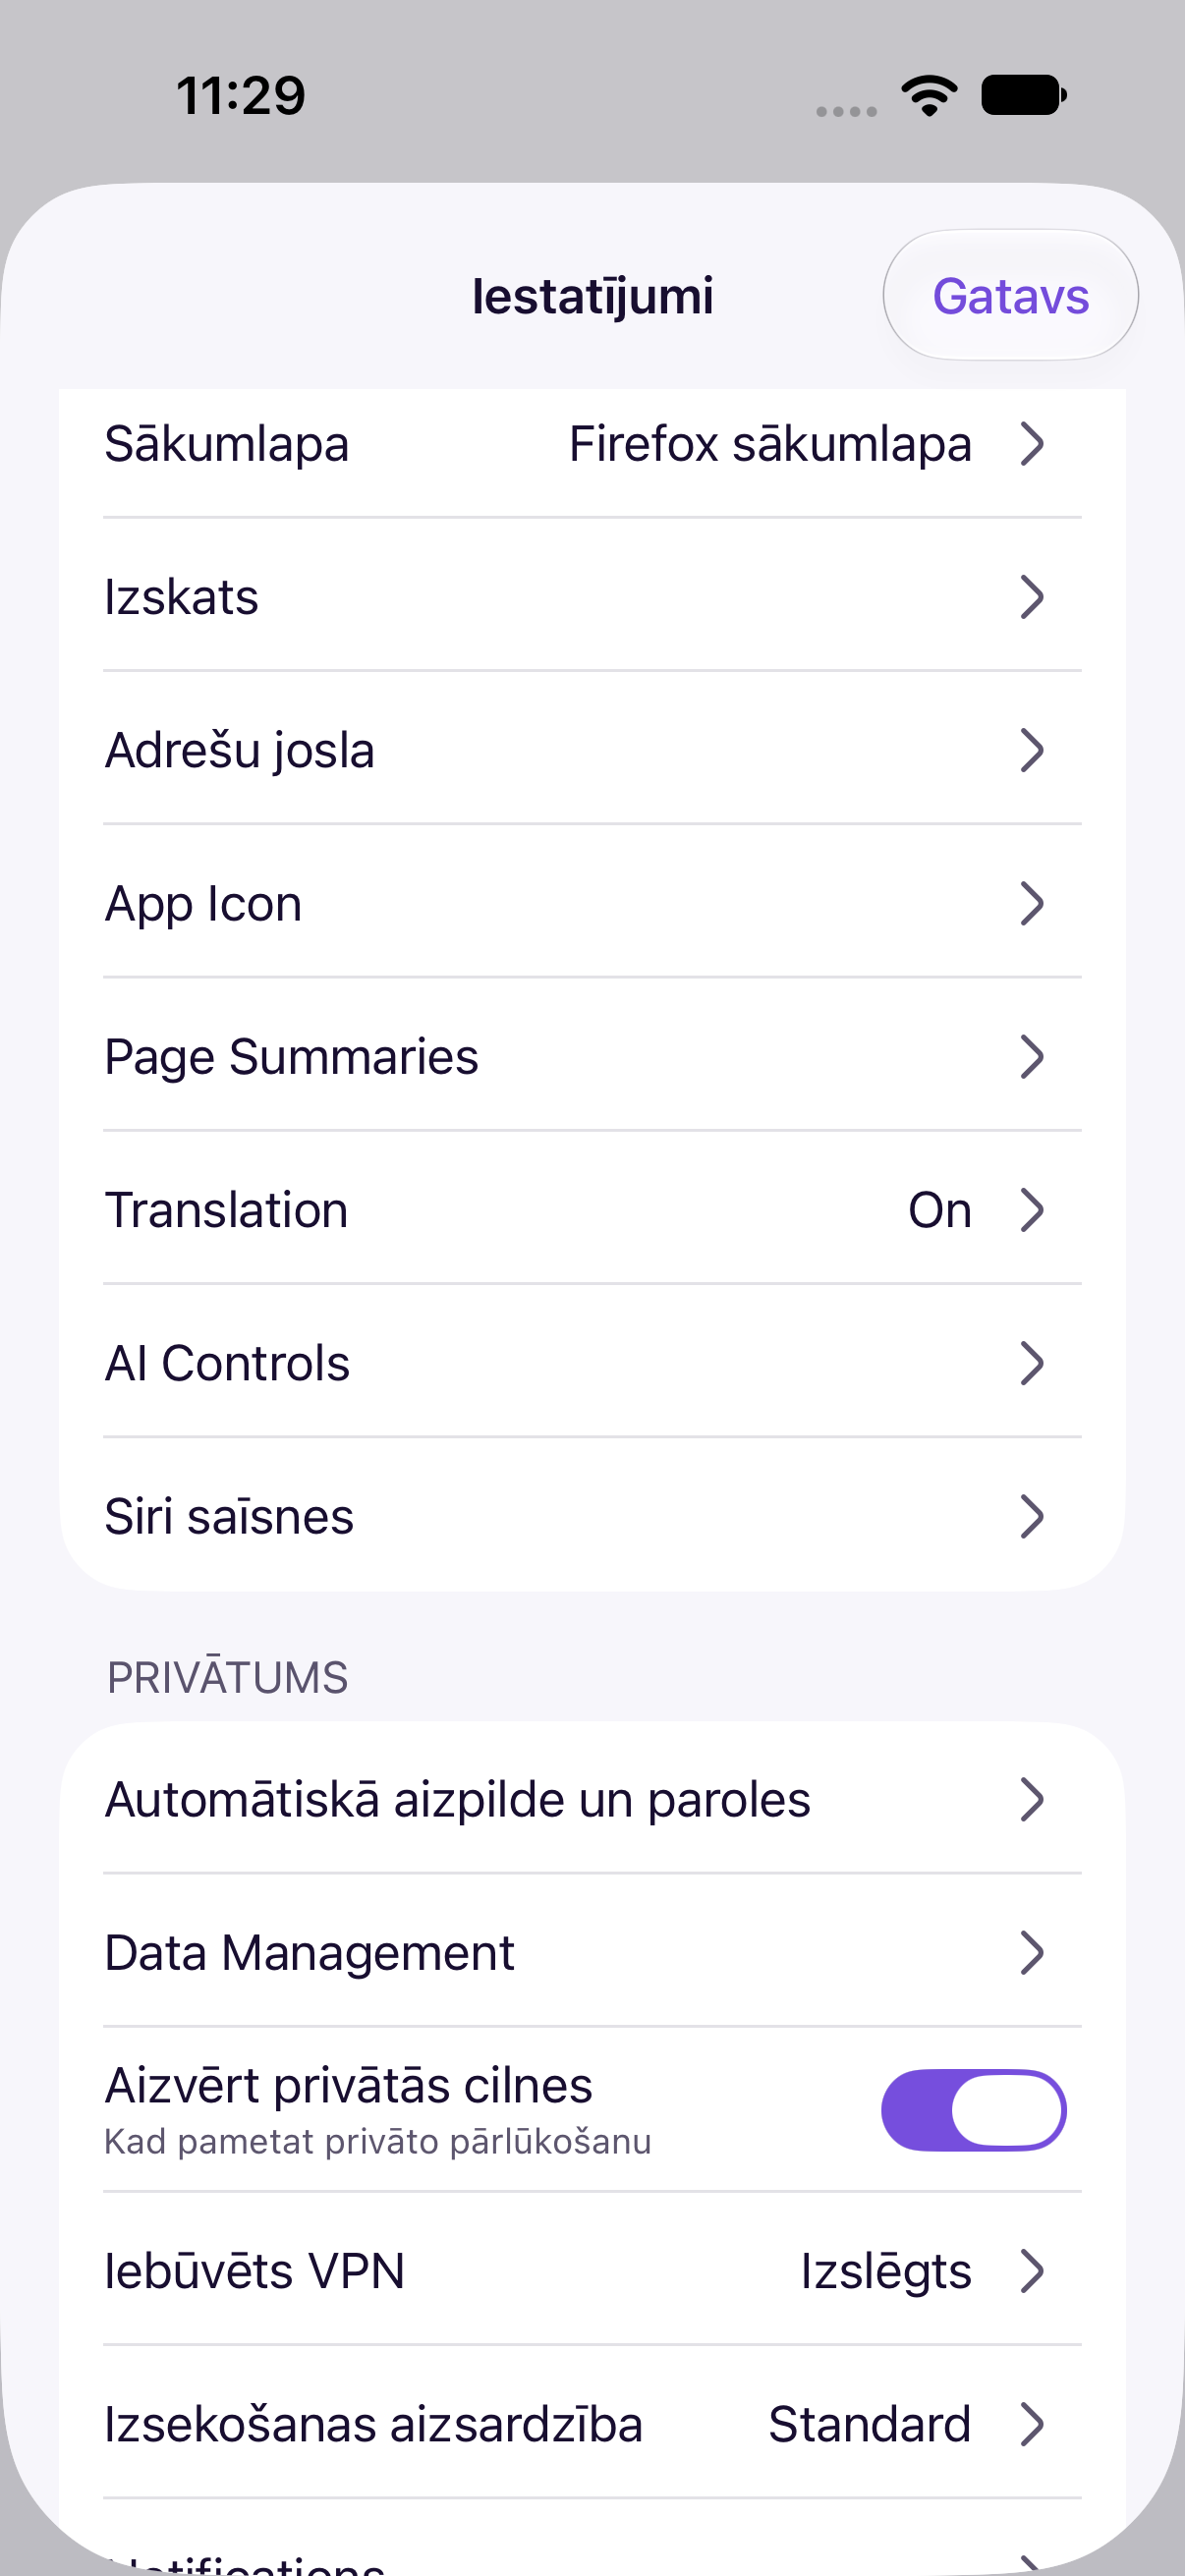 11:29
Iestatījumi
Gatavs
Sākumlapa Firefox sākumlapa
Izskats
Adrešu josla
App Icon
Page Summaries
Translation On
AI Controls
Siri saīsnes
PRIVĀTUMS
Automātiskā aizpilde un paroles
Data Management
Aizvērt privātās cilnes
Kad pametat privāto pārlūkošanu
Iebūvēts VPN Izslēgts
Izsekošanas aizsardzība Standard
Notifications